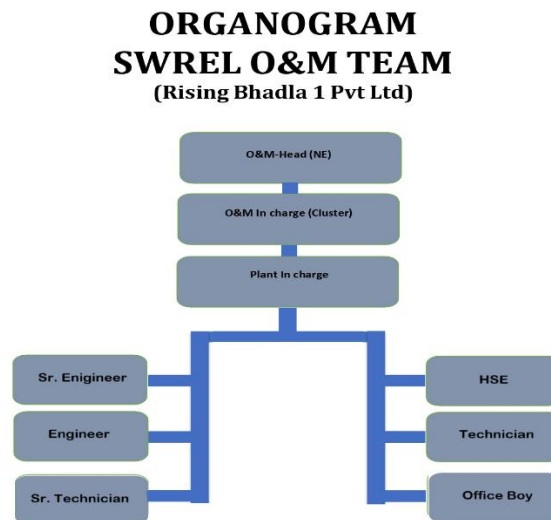 ORGANOGRAM
SWREL O&M TEAM
(Rising Bhadla 1 Pvt Ltd)
O&M-Head (NE)
O&M In charge (Cluster)
Plant In charge
Sr. Enigineer
HSE
Engineer
Technician
Sr. Technician
Office Boy